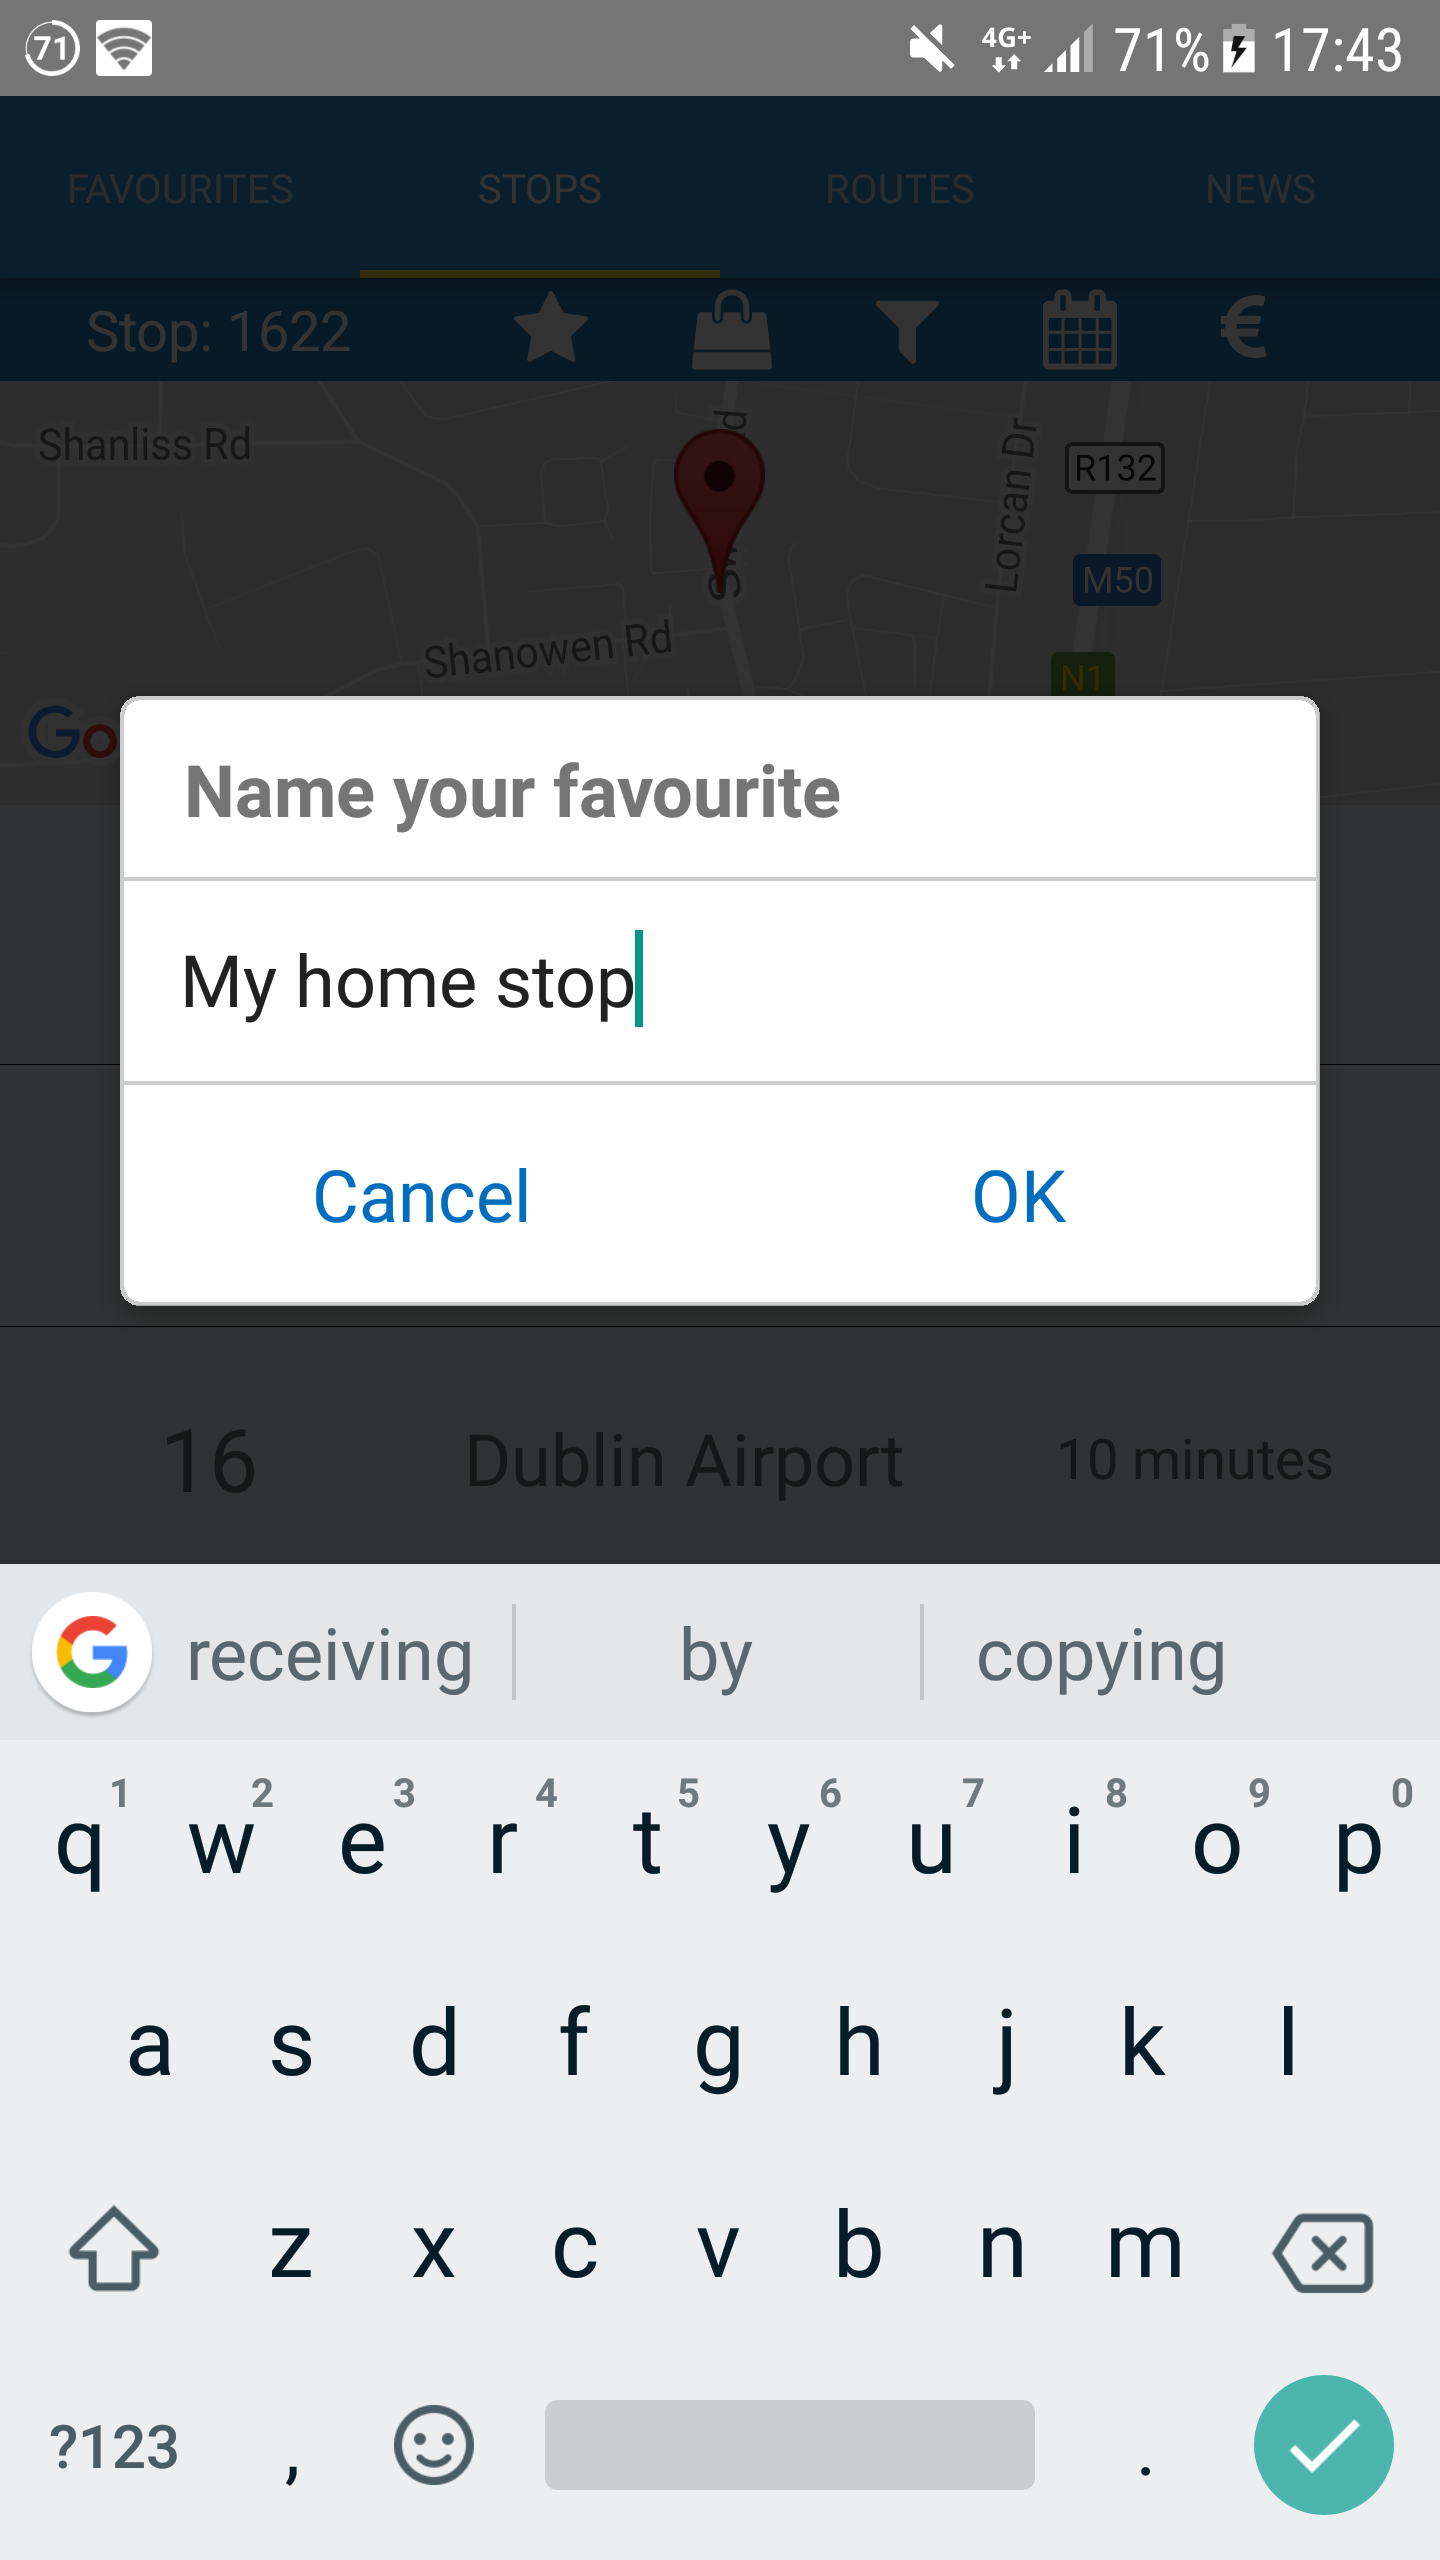 71
4G+ 71% 17:43
FAVOURITES STOPS ROUTES NEWS
Stop: 1622 €
Shanliss Rd
Lorcan Dr
R132
M50
Shanowen Rd
N1
Go
Name your favourite
My home stop
Cancel OK
16 Dublin Airport 10 minutes
G receiving by copying
1 2 3 4 5 6 7 8 9 0
q w e r t y u i o p
a s d f g h j k l
z x c v b n m
?123 , .